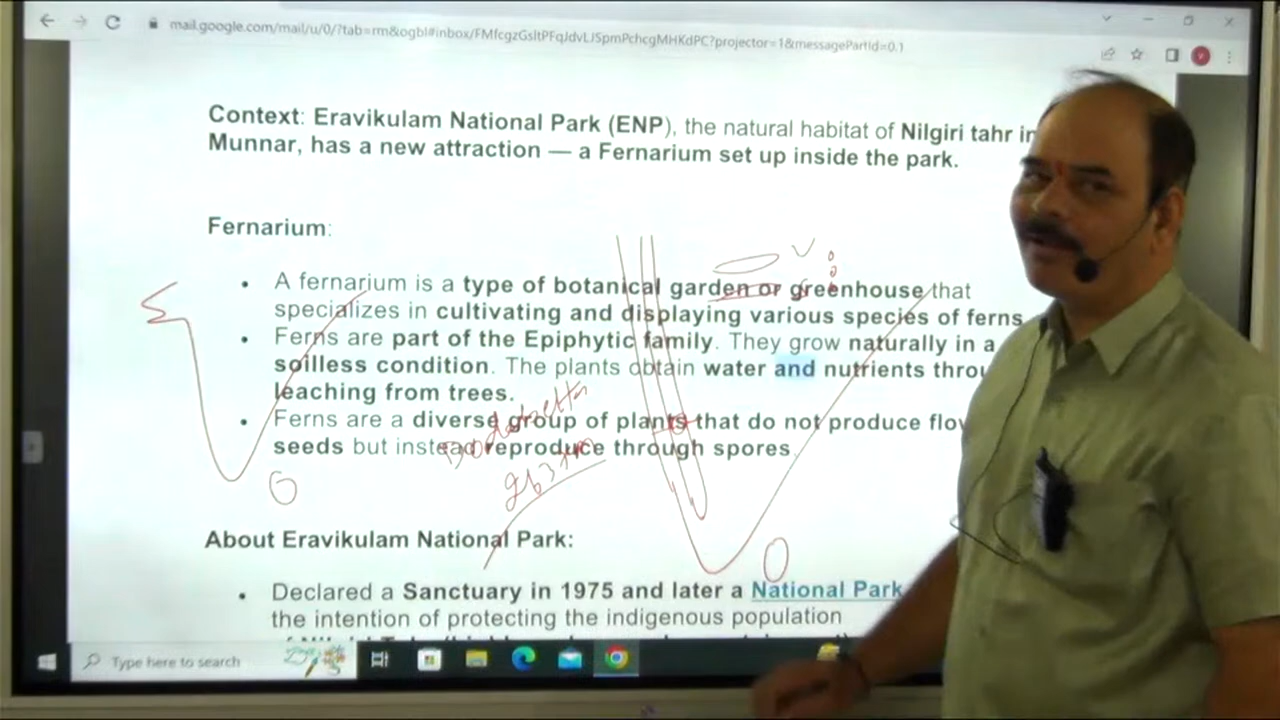 mail.google.com/mail/u/0/?tab=rm&ogbl#inbox/FMfcgzGsltPFqJdvLJSpmPchcgMHKdPC?projector=1&messagePartId=0.1
Context: Eravikulam National Park (ENP), the natural habitat of Nilgiri tahr in
Munnar, has a new attraction — a Fernarium set up inside the park.
Fernarium:
• A fernarium is a type of botanical garden or greenhouse that
specializes in cultivating and displaying various species of ferns
• Ferns are part of the Epiphytic family. They grow naturally in a
soilless condition. The plants obtain water and nutrients throu
leaching from trees.
• Ferns are a diverse group of plants that do not produce flo
seeds but instead reproduce through spores.
Dodabetta
2637m
About Eravikulam National Park:
• Declared a Sanctuary in 1975 and later a National Park
the intention of protecting the indigenous population
Type here to search